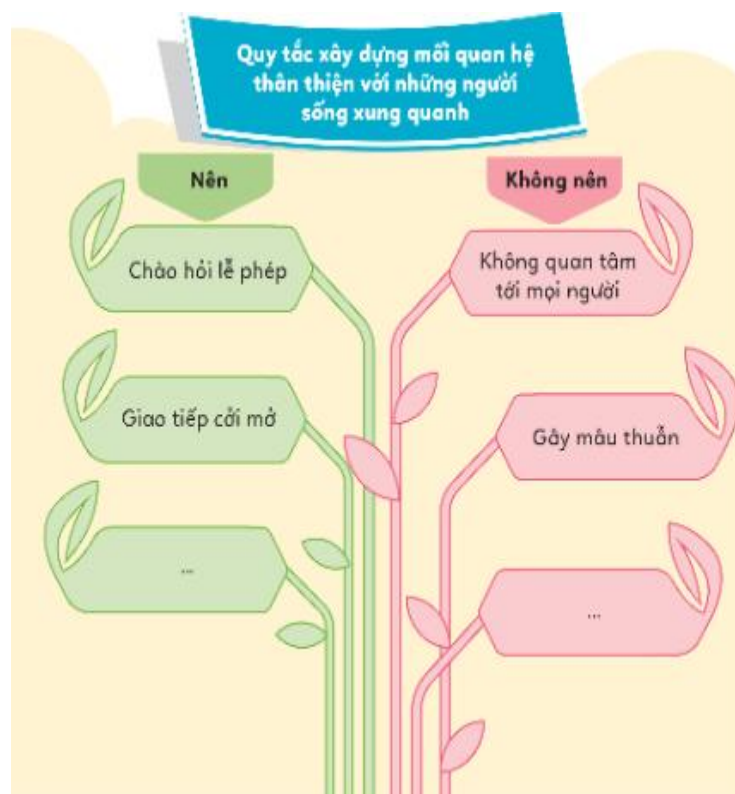 Quy tắc xây dựng mối quan hệ
thân thiện với những người
sống xung quanh
Nên
Không nên
Chào hỏi lễ phép
Không quan tâm
tới mọi người
Giao tiếp cởi mở
Gây mâu thuẫn
...
...